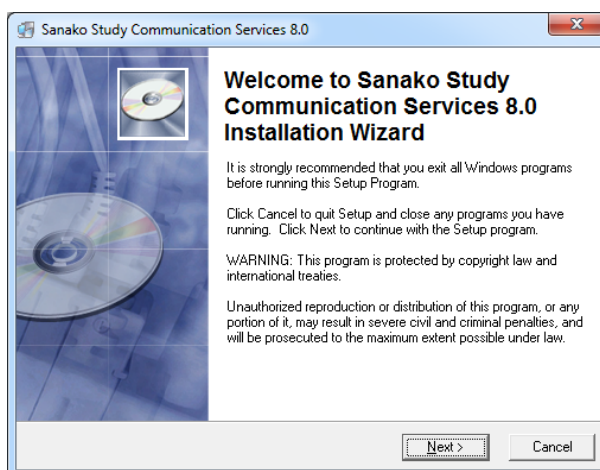 Sanako Study Communication Services 8.0
Welcome to Sanako Study
Communication Services 8.0
Installation Wizard
It is strongly recommended that you exit all Windows programs
before running this Setup Program.
Click Cancel to quit Setup and close any programs you have
running. Click Next to continue with the Setup program.
WARNING: This program is protected by copyright law and
international treaties.
Unauthorized reproduction or distribution of this program, or any
portion of it, may result in severe civil and criminal penalties, and
will be prosecuted to the maximum extent possible under law.
Next > Cancel